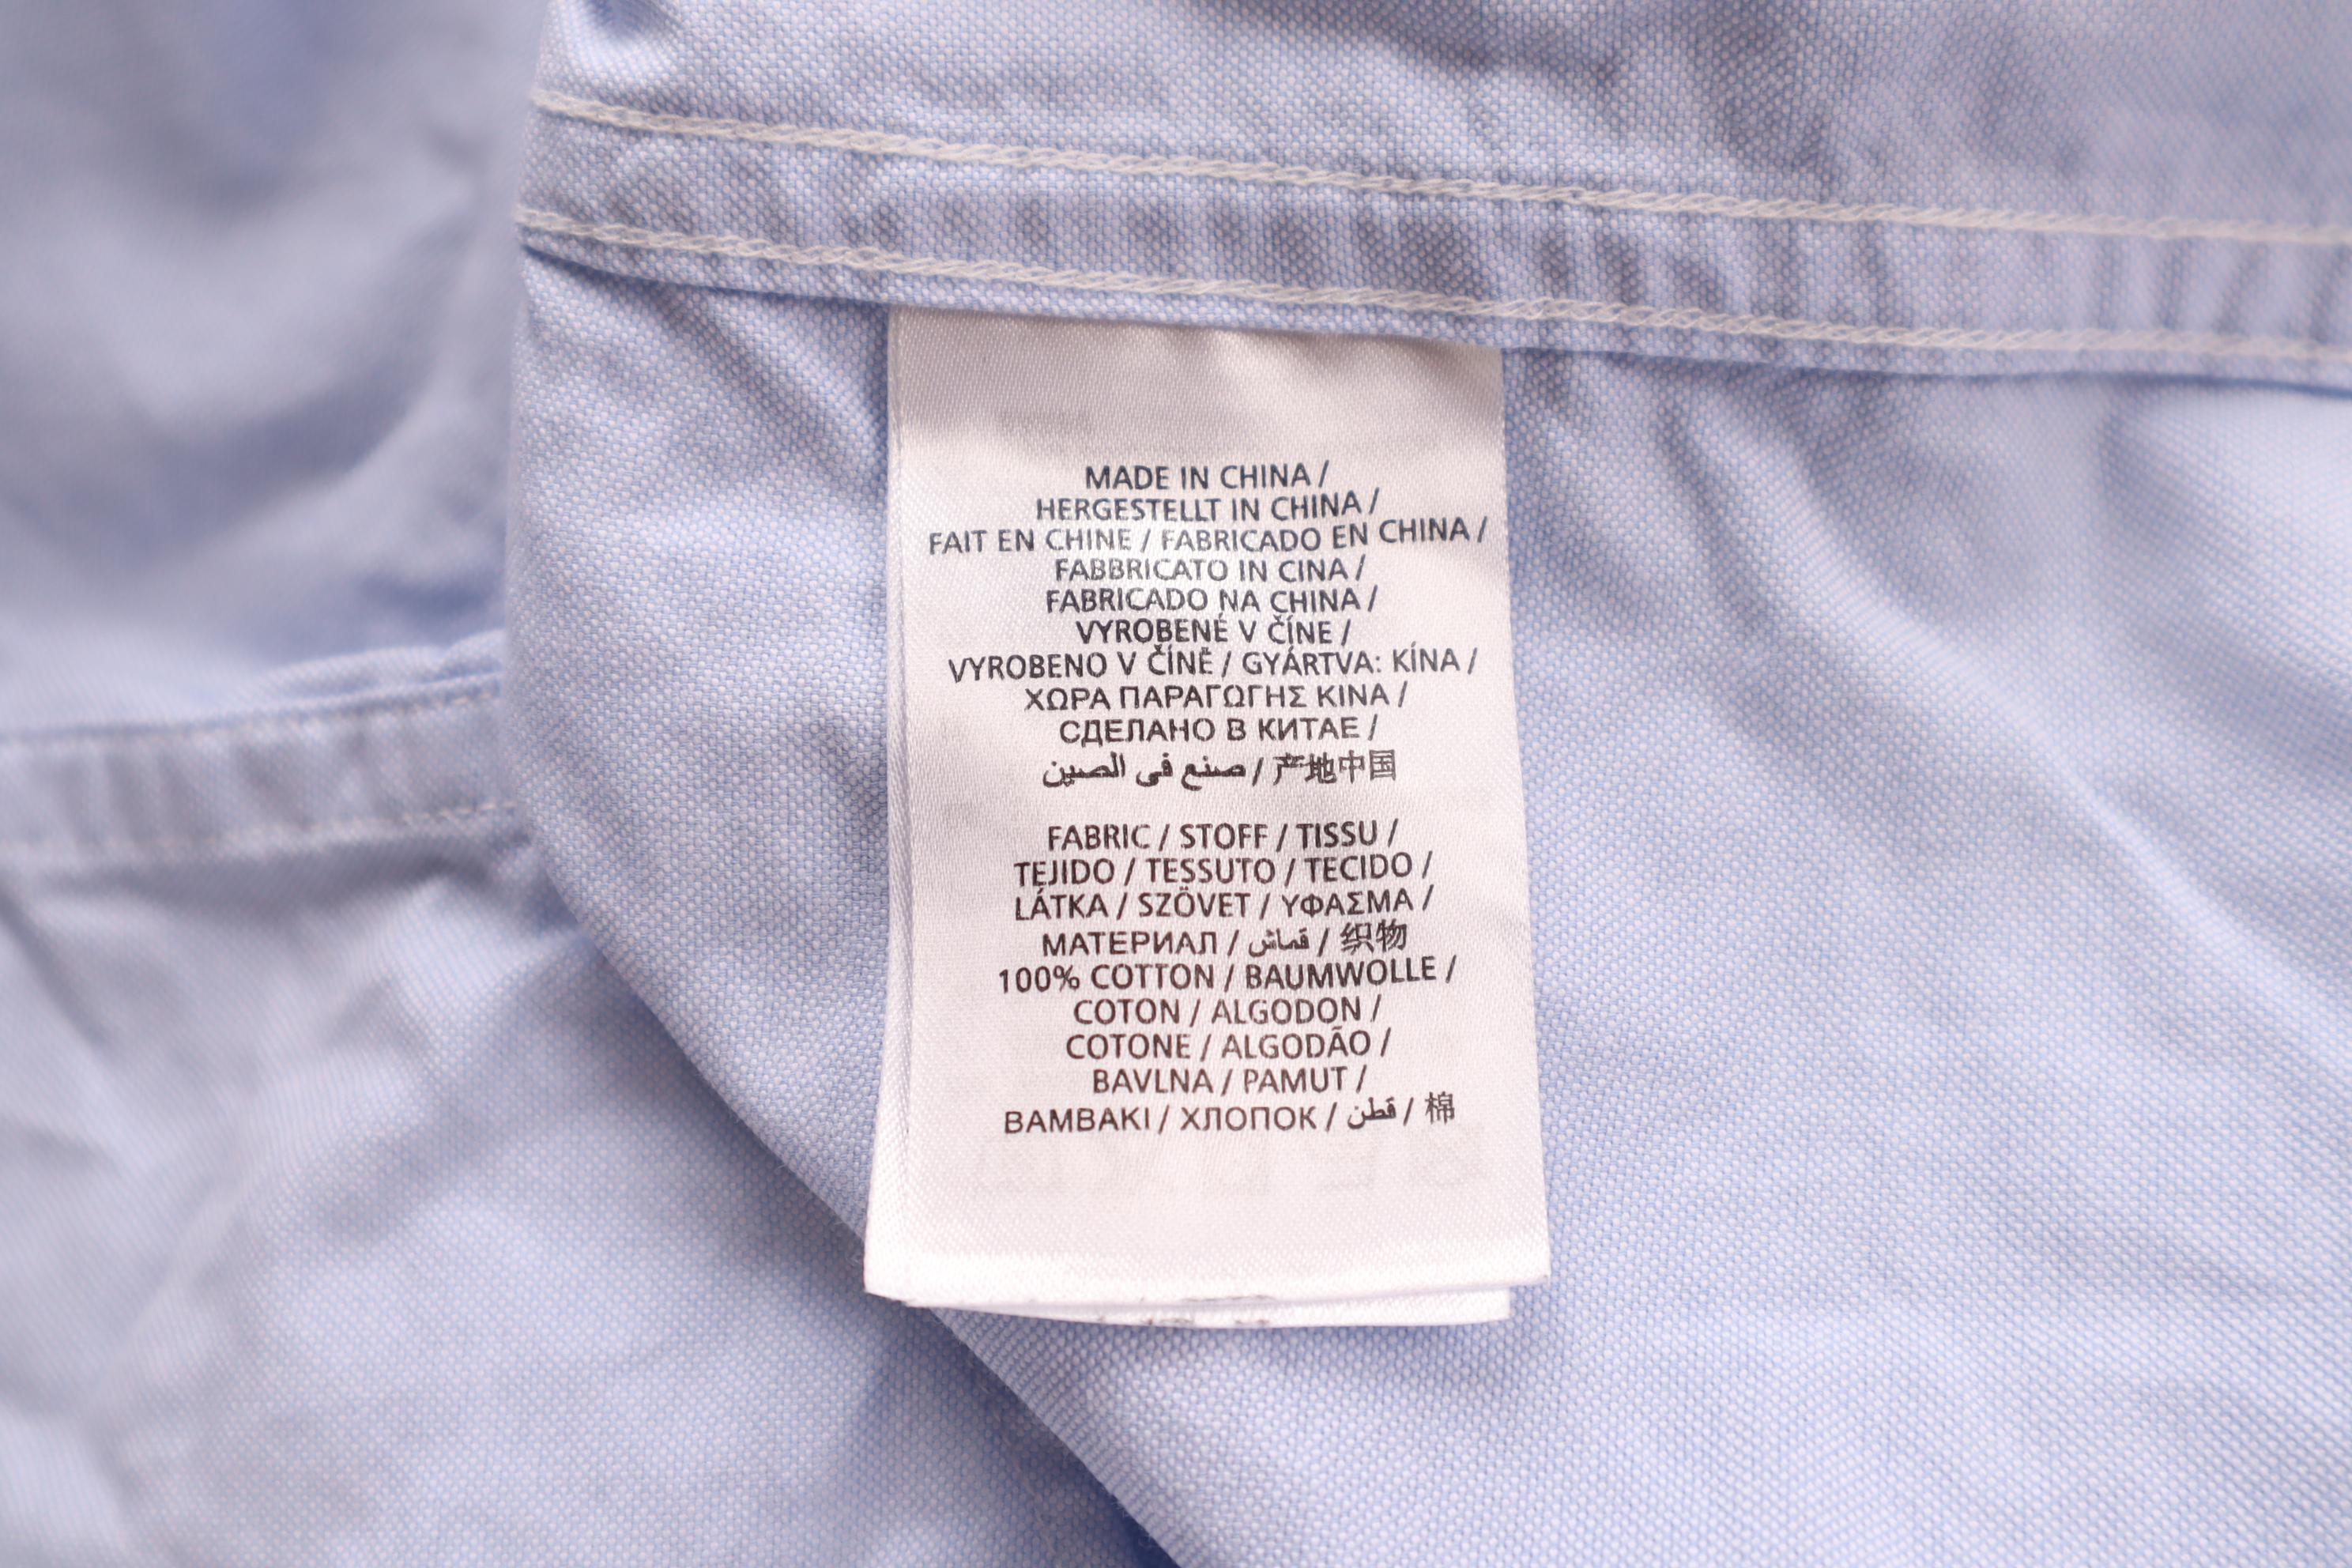 MADE IN CHINA /
HERGESTELLT IN CHINA /
FAIT EN CHINE / FABRICADO EN CHINA /
FABBRICATO IN CINA /
FABRICADO NA CHINA /
VYROBENÉ V ČÍNE /
VYROBENO V ČÍNĚ / GYÁRTVA: KÍNA /
ΧΩΡΑ ΠΑΡΑΓΩΓΗΣ ΚΙΝΑ /
СДЕЛАНО В КИТАЕ /
صنع في الصين / 产地中国
FABRIC / STOFF / TISSU /
TEJIDO / TESSUTO / TECIDO /
LÁTKA / SZÖVET / ΥΦΑΣΜΑ /
МАТЕРИАЛ / قماش / 织物
100% COTTON / BAUMWOLLE /
COTON / ALGODON /
COTONE / ALGODÃO /
BAVLNA / PAMUT /
ΒΑΜΒΑΚΙ / ХЛОПОК / قطن / 棉